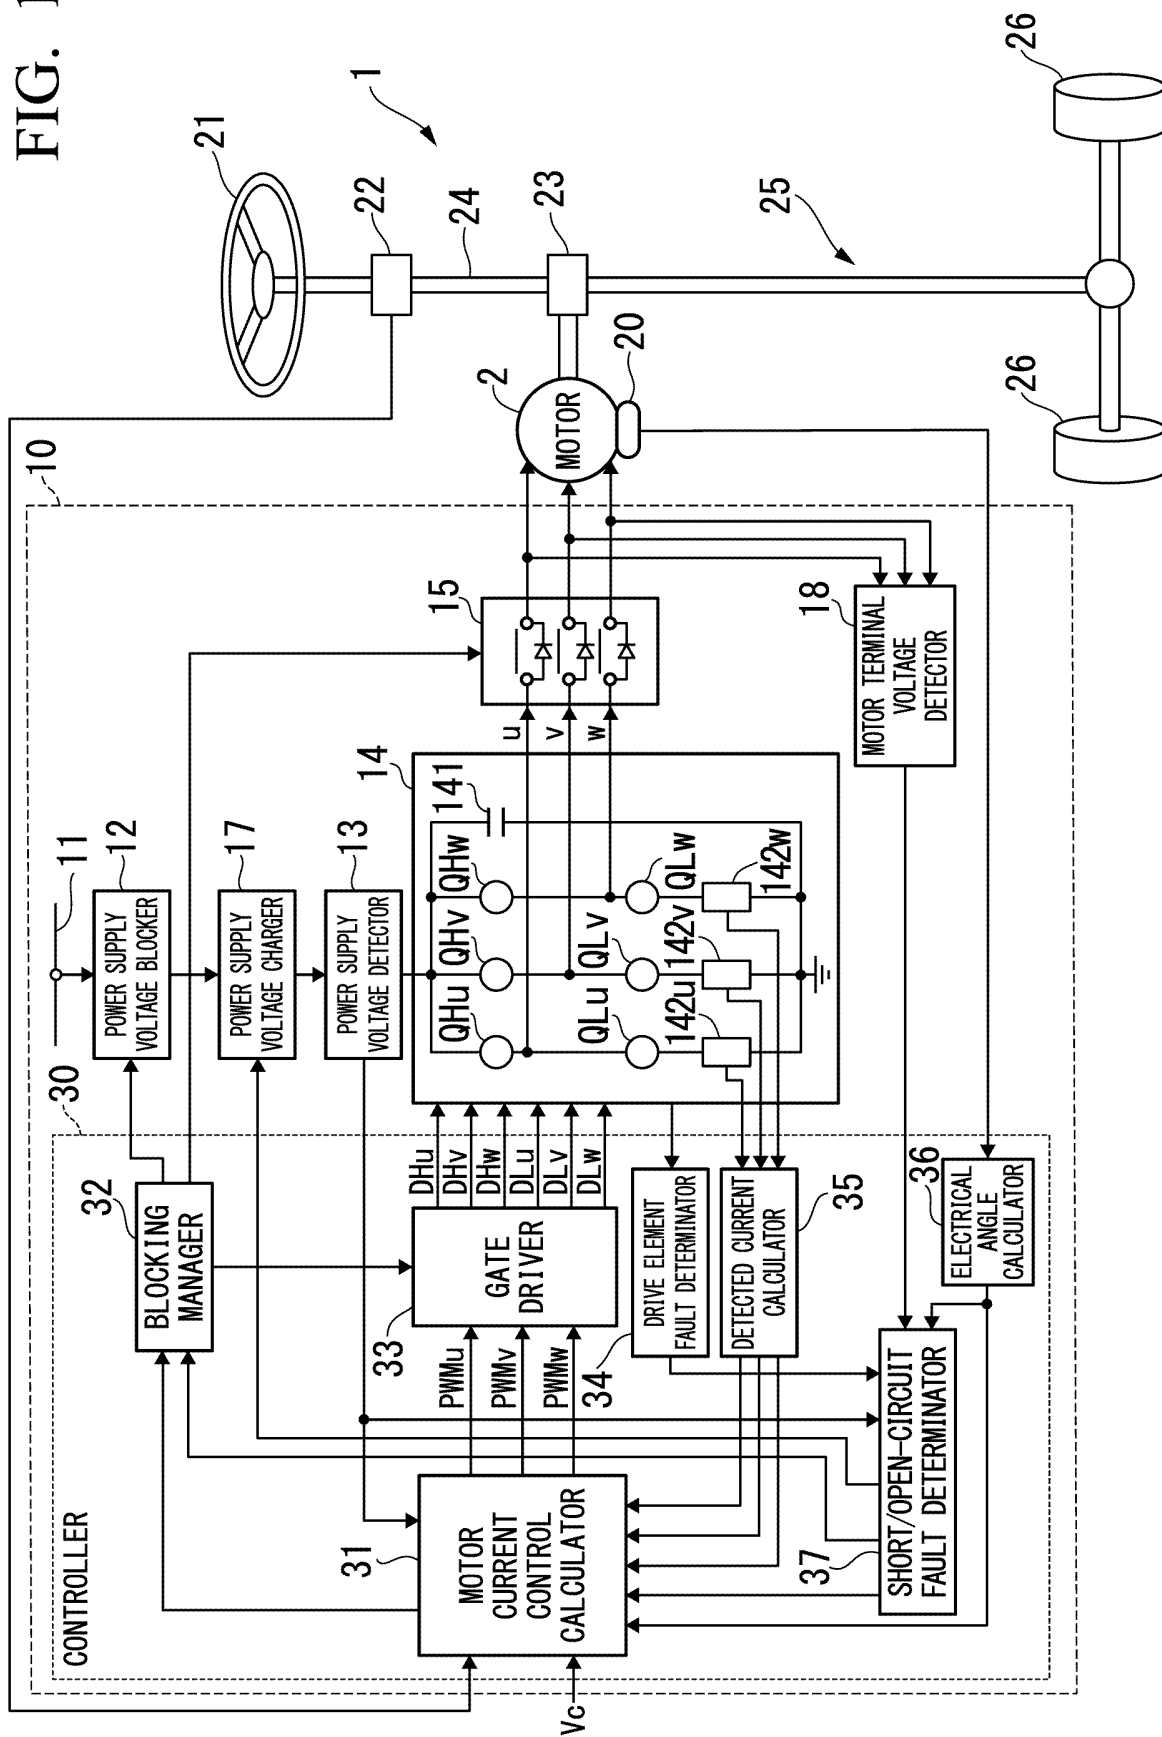 FIG. 1
1
21
22
24
23
25
26
26
2
MOTOR
20
10
11
12
POWER SUPPLY
VOLTAGE BLOCKER
17
POWER SUPPLY
VOLTAGE CHARGER
13
POWER SUPPLY
VOLTAGE DETECTOR
15
14
141
u
v
w
QHu
QHv
QHw
QLu
QLv
QLw
142u
142v
142w
18
MOTOR TERMINAL
VOLTAGE
DETECTOR
30
CONTROLLER
32
BLOCKING
MANAGER
33
GATE
DRIVER
DHu
DHv
DHw
DLu
DLv
DLw
PWMu
PWMv
PWMw
34
DRIVE ELEMENT
FAULT DETERMINATOR
35
DETECTED CURRENT
CALCULATOR
36
ELECTRICAL
ANGLE
CALCULATOR
31
MOTOR
CURRENT
CONTROL
CALCULATOR
37
SHORT/OPEN-CIRCUIT
FAULT DETERMINATOR
Vc